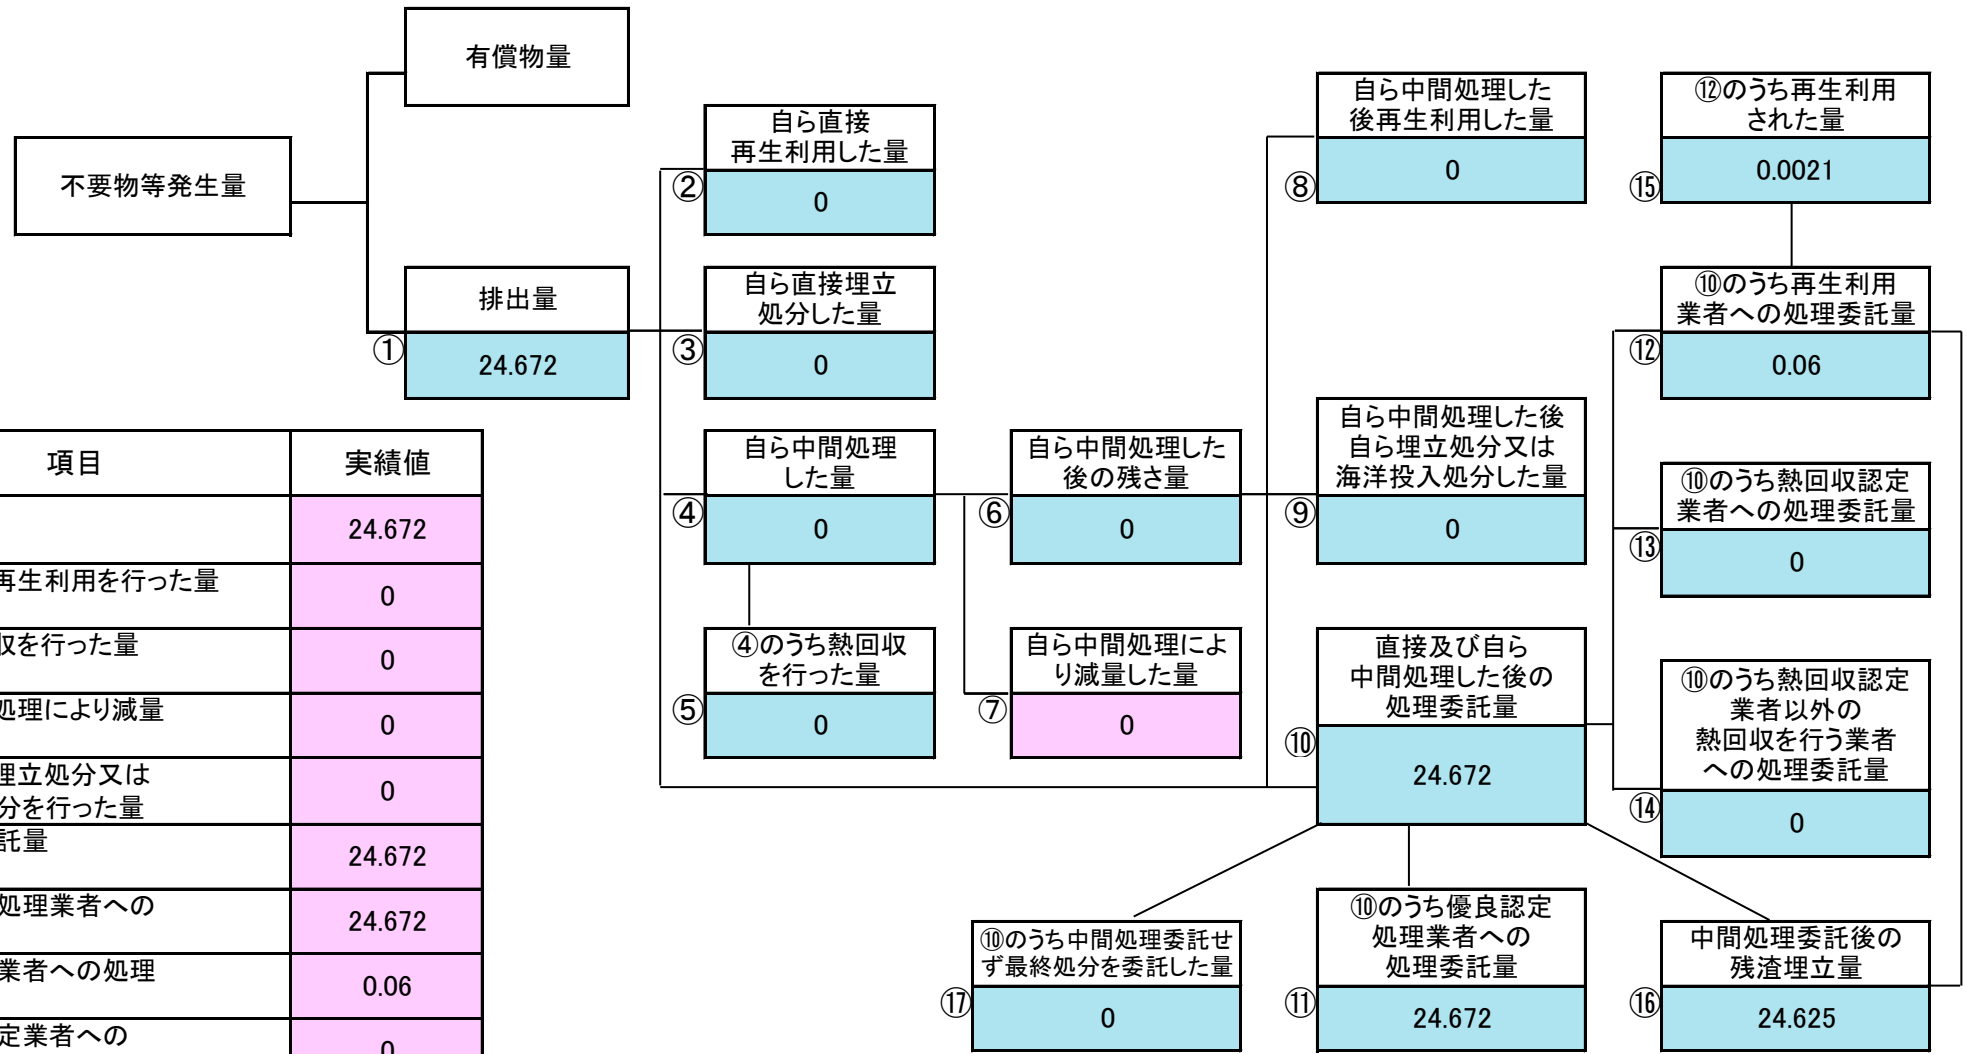 有償物量
不要物等発生量
排出量
①
24.672
自ら直接
再生利用した量
②
0
自ら直接埋立
処分した量
③
0
自ら中間処理
した量
④
0
④のうち熱回収
を行った量
⑤
0
自ら中間処理した
後の残さ量
⑥
0
自ら中間処理によ
り減量した量
⑦
0
自ら中間処理した
後再生利用した量
⑧
0
自ら中間処理した後
自ら埋立処分又は
海洋投入処分した量
⑨
0
直接及び自ら
中間処理した後の
処理委託量
⑩
24.672
⑫のうち再生利用
された量
⑮
0.0021
⑩のうち再生利用
業者への処理委託量
⑫
0.06
⑩のうち熱回収認定
業者への処理委託量
⑬
0
⑩のうち熱回収認定
業者以外の
熱回収を行う業者
への処理委託量
⑭
0
⑩のうち中間処理委託せ
ず最終処分を委託した量
⑰
0
⑩のうち優良認定
処理業者への
処理委託量
⑪
24.672
中間処理委託後の
残渣埋立量
⑯
24.625
項目 実績値
24.672
再生利用を行った量
0
収を行った量
0
処理により減量
0
埋立処分又は
分を行った量
0
託量
24.672
処理業者への
24.672
業者への処理
0.06
定業者への
0